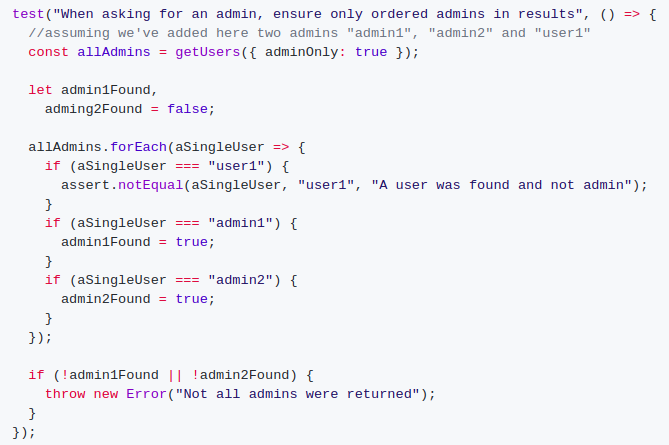 test("When asking for an admin, ensure only ordered admins in results", () => {
  //assuming we've added here two admins "admin1", "admin2" and "user1"
  const allAdmins = getUsers({ adminOnly: true });

  let admin1Found,
    adming2Found = false;

  allAdmins.forEach(aSingleUser => {
    if (aSingleUser === "user1") {
      assert.notEqual(aSingleUser, "user1", "A user was found and not admin");
    }
    if (aSingleUser === "admin1") {
      admin1Found = true;
    }
    if (aSingleUser === "admin2") {
      admin2Found = true;
    }
  });

  if (!admin1Found || !admin2Found) {
    throw new Error("Not all admins were returned");
  }
});